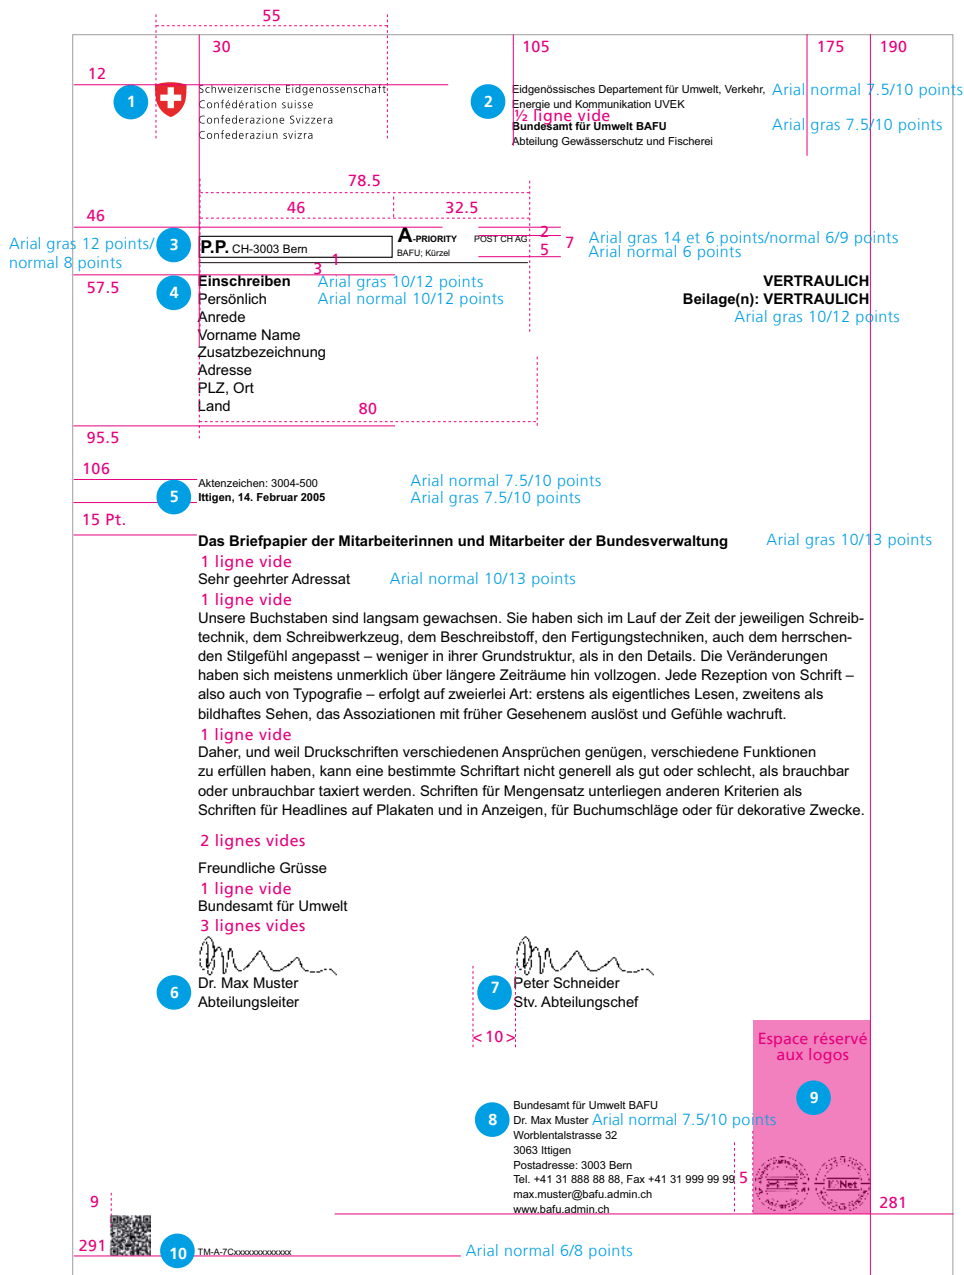 55
30
105
175
190
12
1
Schweizerische Eidgenossenschaft
Confédération suisse
Confederazione Svizzera
Confederaziun svizra
2
Eidgenössisches Departement für Umwelt, Verkehr,
Energie und Kommunikation UVEK
½ ligne vide
Bundesamt für Umwelt BAFU
Abteilung Gewässerschutz und Fischerei
Arial normal 7.5/10 points
Arial gras 7.5/10 points
78.5
46
32.5
46
Arial gras 12 points/
normal 8 points
3
P.P. CH-3003 Bern
A-PRIORITY
BAFU; Kürzel
POST CH AG
2
5
7
1
3
Arial gras 14 et 6 points/normal 6/9 points
Arial normal 6 points
57.5
4
Einschreiben
Persönlich
Anrede
Vorname Name
Zusatzbezeichnung
Adresse
PLZ, Ort
Land
Arial gras 10/12 points
Arial normal 10/12 points
VERTRAULICH
Beilage(n): VERTRAULICH
Arial gras 10/12 points
80
95.5
106
5
Aktenzeichen: 3004-500
Ittigen, 14. Februar 2005
Arial normal 7.5/10 points
Arial gras 7.5/10 points
15 Pt.
Das Briefpapier der Mitarbeiterinnen und Mitarbeiter der Bundesverwaltung
Arial gras 10/13 points
1 ligne vide
Sehr geehrter Adressat
Arial normal 10/13 points
1 ligne vide
Unsere Buchstaben sind langsam gewachsen. Sie haben sich im Lauf der Zeit der jeweiligen Schreib-
technik, dem Schreibwerkzeug, dem Beschreibstoff, den Fertigungstechniken, auch dem herrschen-
den Stilgefühl angepasst – weniger in ihrer Grundstruktur, als in den Details. Die Veränderungen
haben sich meistens unmerklich über längere Zeiträume hin vollzogen. Jede Rezeption von Schrift –
also auch von Typografie – erfolgt auf zweierlei Art: erstens als eigentliches Lesen, zweitens als
bildhaftes Sehen, das Assoziationen mit früher Gesehenem auslöst und Gefühle wachruft.
1 ligne vide
Daher, und weil Druckschriften verschiedenen Ansprüchen genügen, verschiedene Funktionen
zu erfüllen haben, kann eine bestimmte Schriftart nicht generell als gut oder schlecht, als brauchbar
oder unbrauchbar taxiert werden. Schriften für Mengensatz unterliegen anderen Kriterien als
Schriften für Headlines auf Plakaten und in Anzeigen, für Buchumschläge oder für dekorative Zwecke.
2 lignes vides
Freundliche Grüsse
1 ligne vide
Bundesamt für Umwelt
3 lignes vides
6
Dr. Max Muster
Abteilungsleiter
7
Peter Schneider
Stv. Abteilungschef
< 10 >
Espace réservé
aux logos
9
8
Bundesamt für Umwelt BAFU
Dr. Max Muster
Arial normal 7.5/10 points
Worblentalstrasse 32
3063 Ittigen
Postadresse: 3003 Bern
Tel. +41 31 888 88 88, Fax +41 31 999 99 99
max.muster@bafu.admin.ch
www.bafu.admin.ch
5
Net
281
9
291
10
TM-A-7Cxxxxxxxxxxxxx
Arial normal 6/8 points